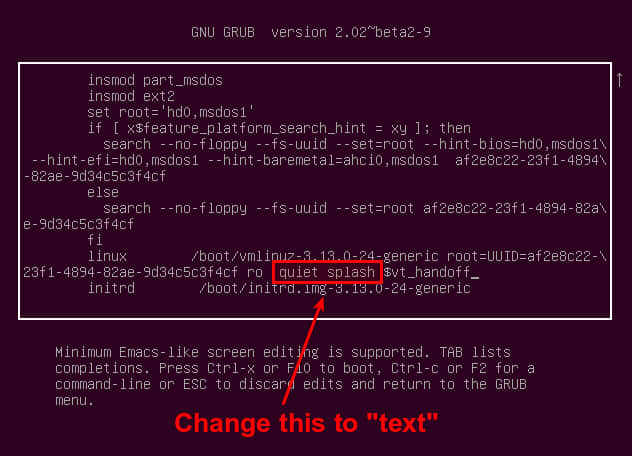 GNU GRUB  version 2.02~beta2-9
insmod part_msdos
insmod ext2
set root='hd0,msdos1'
if [ x$feature_platform_search_hint = xy ]; then
search --no-floppy --fs-uuid --set=root --hint-bios=hd0,msdos1\
--hint-efi=hd0,msdos1 --hint-baremetal=ahci0,msdos1  af2e8c22-23f1-4894\
-82ae-9d34c5c3f4cf
else
search --no-floppy --fs-uuid --set=root af2e8c22-23f1-4894-82a\
e-9d34c5c3f4cf
fi
linux        /boot/vmlinuz-3.13.0-24-generic root=UUID=af2e8c22-\
23f1-4894-82ae-9d34c5c3f4cf ro  quiet splash $vt_handoff_
initrd        /boot/initrd.img-3.13.0-24-generic
Minimum Emacs-like screen editing is supported. TAB lists
completions. Press Ctrl-x or F10 to boot, Ctrl-c or F2 for a
command-line or ESC to discard edits and return to the GRUB
menu.
Change this to "text"